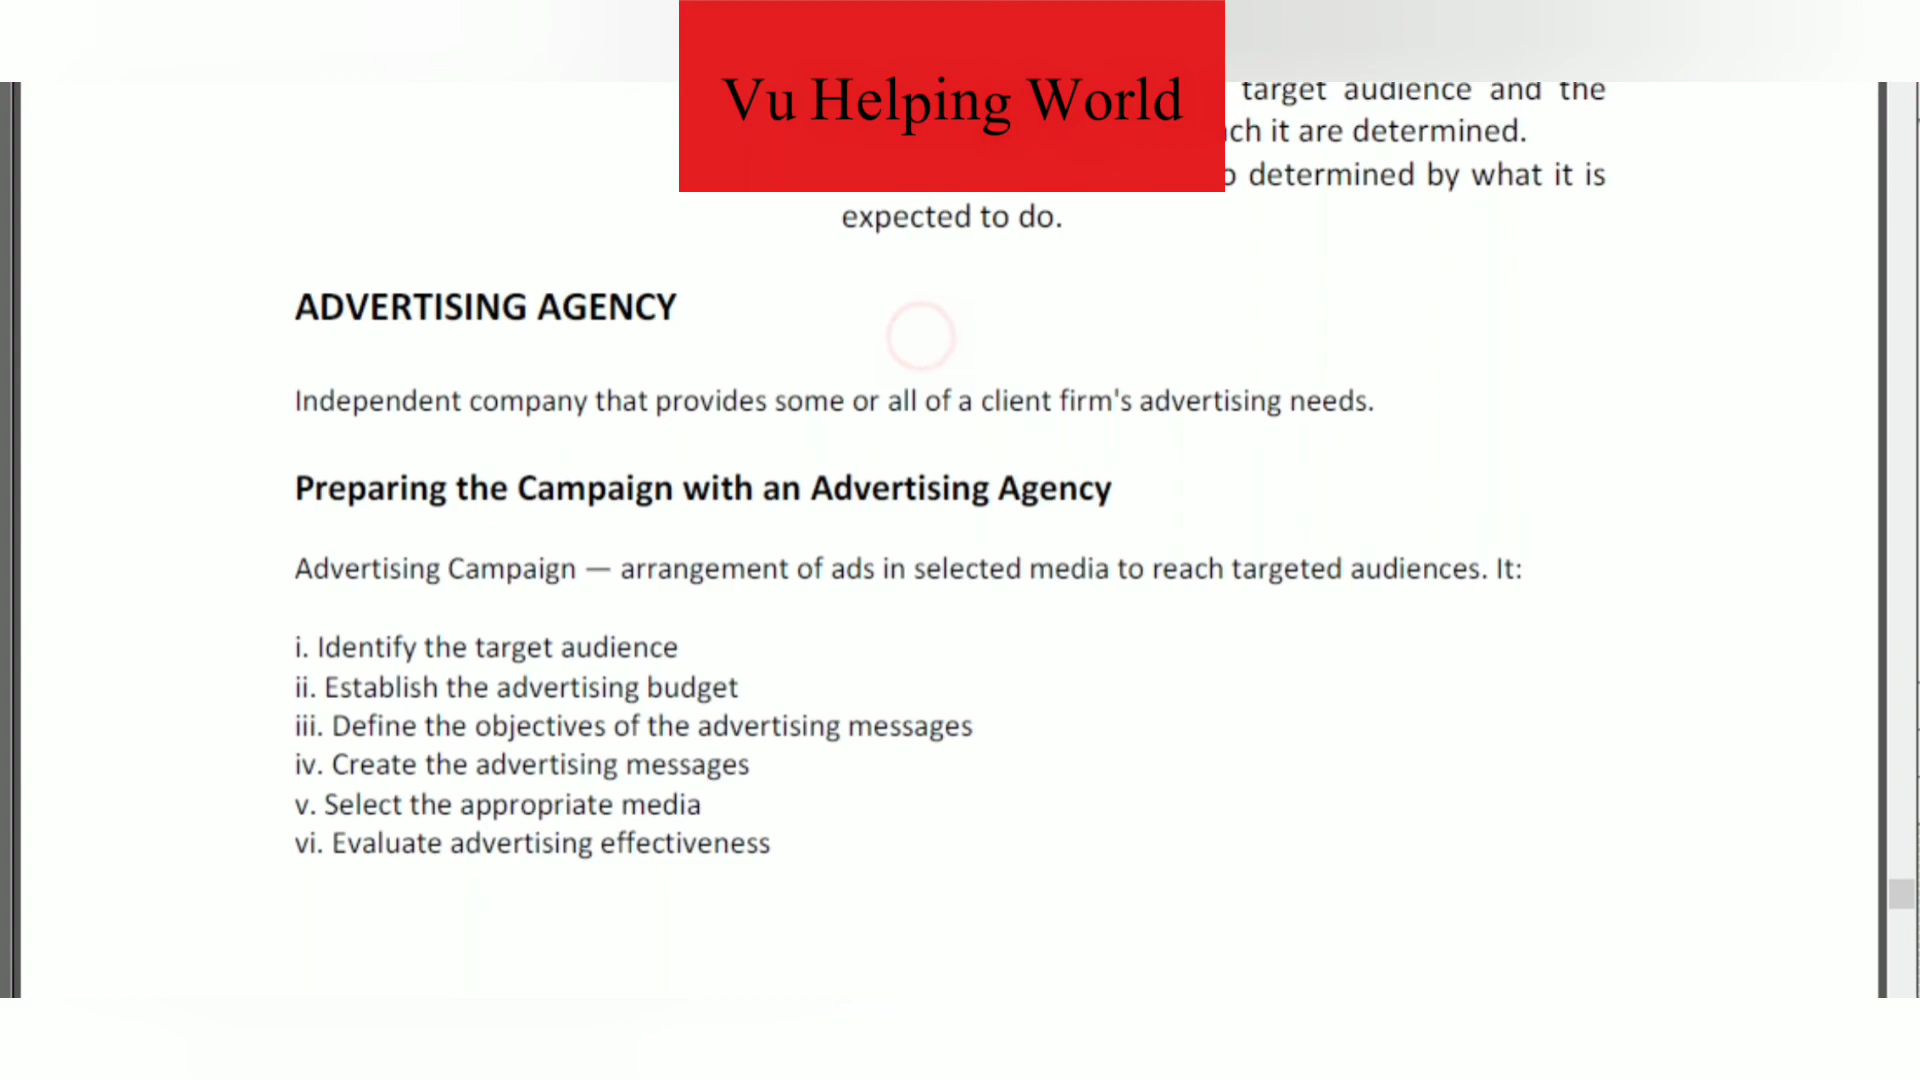 Vu Helping World
target audience and the
it are determined.
determined by what it is
expected to do.
ADVERTISING AGENCY
Independent company that provides some or all of a client firm's advertising needs.
Preparing the Campaign with an Advertising Agency
Advertising Campaign — arrangement of ads in selected media to reach targeted audiences. It:
i. Identify the target audience
ii. Establish the advertising budget
iii. Define the objectives of the advertising messages
iv. Create the advertising messages
v. Select the appropriate media
vi. Evaluate advertising effectiveness